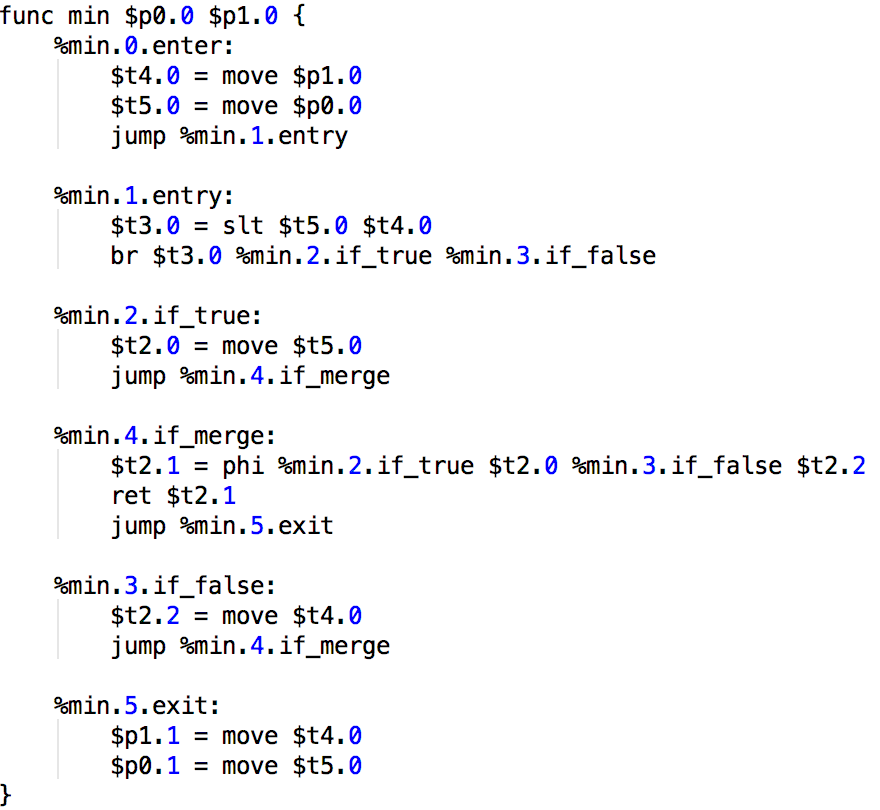 func min $p0.0 $p1.0 {
    %min.0.enter:
        $t4.0 = move $p1.0
        $t5.0 = move $p0.0
        jump %min.1.entry

    %min.1.entry:
        $t3.0 = slt $t5.0 $t4.0
        br $t3.0 %min.2.if_true %min.3.if_false

    %min.2.if_true:
        $t2.0 = move $t5.0
        jump %min.4.if_merge

    %min.4.if_merge:
        $t2.1 = phi %min.2.if_true $t2.0 %min.3.if_false $t2.2
        ret $t2.1
        jump %min.5.exit

    %min.3.if_false:
        $t2.2 = move $t4.0
        jump %min.4.if_merge

    %min.5.exit:
        $p1.1 = move $t4.0
        $p0.1 = move $t5.0
}